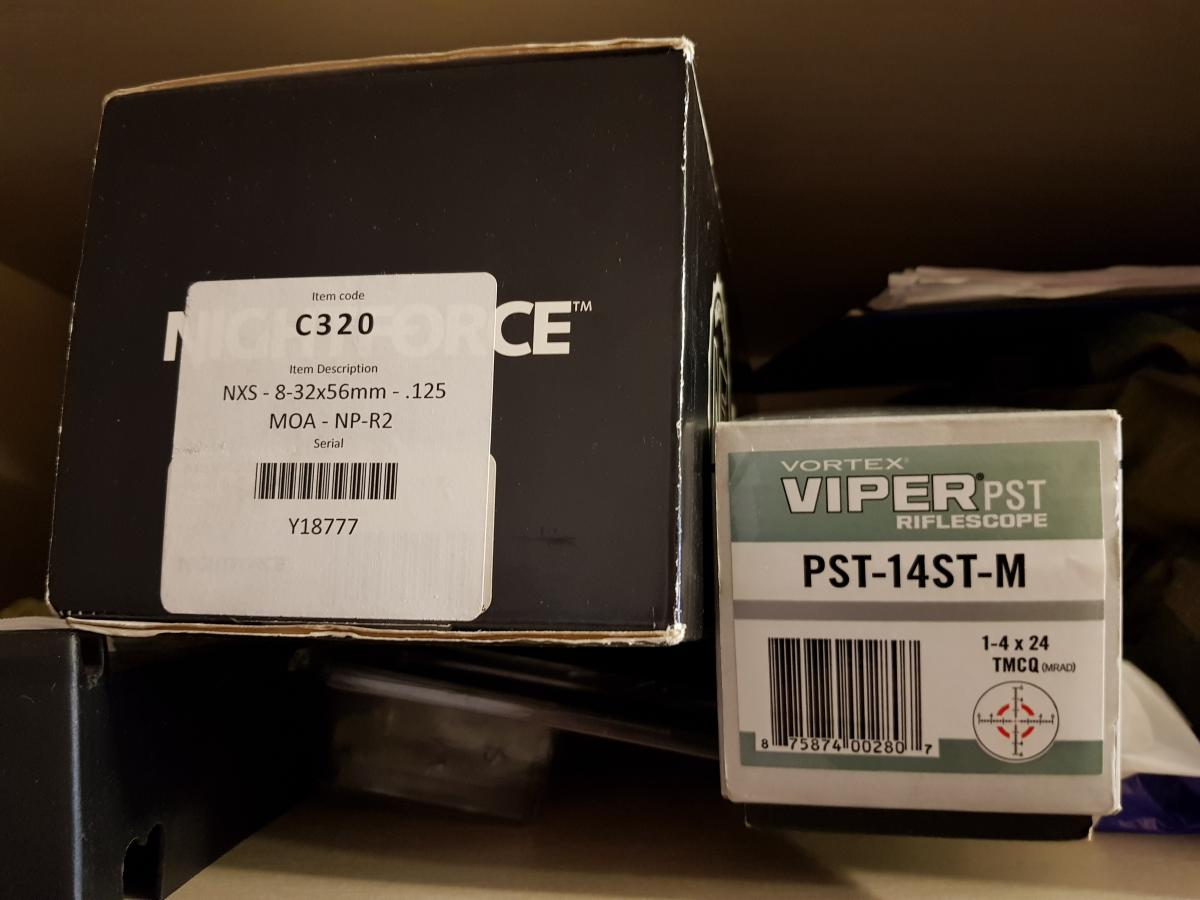 NIGHTFORCE™
Item code
C320
Item Description
NXS - 8-32x56mm - .125
MOA - NP-R2
Serial
Y18777
VORTEX®
VIPER® PST
RIFLESCOPE
PST-14ST-M
1-4 x 24
TMCQ (MRAD)
8 75874 00280 7